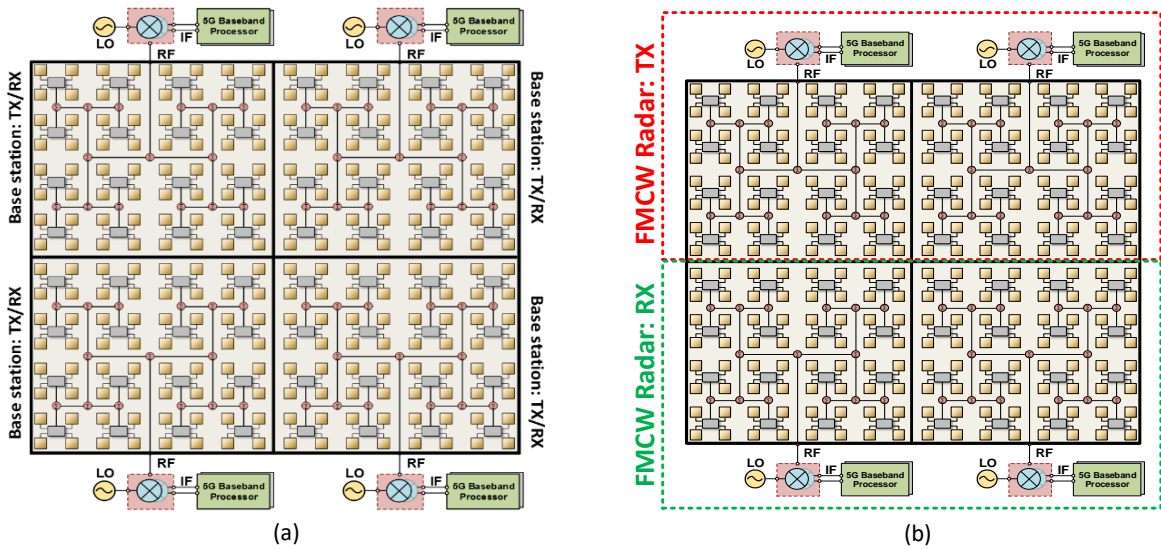 (a)
LO
IF
RF
5G Baseband
Processor
LO
IF
RF
5G Baseband
Processor
Base station: TX/RX
Base station: TX/RX
Base station: TX/RX
Base station: TX/RX
LO
RF
IF
5G Baseband
Processor
LO
RF
IF
5G Baseband
Processor
(a)
FMCW Radar: TX
LO
IF
RF
5G Baseband
Processor
LO
IF
RF
5G Baseband
Processor
FMCW Radar: RX
LO
RF
IF
5G Baseband
Processor
LO
RF
IF
5G Baseband
Processor
(b)